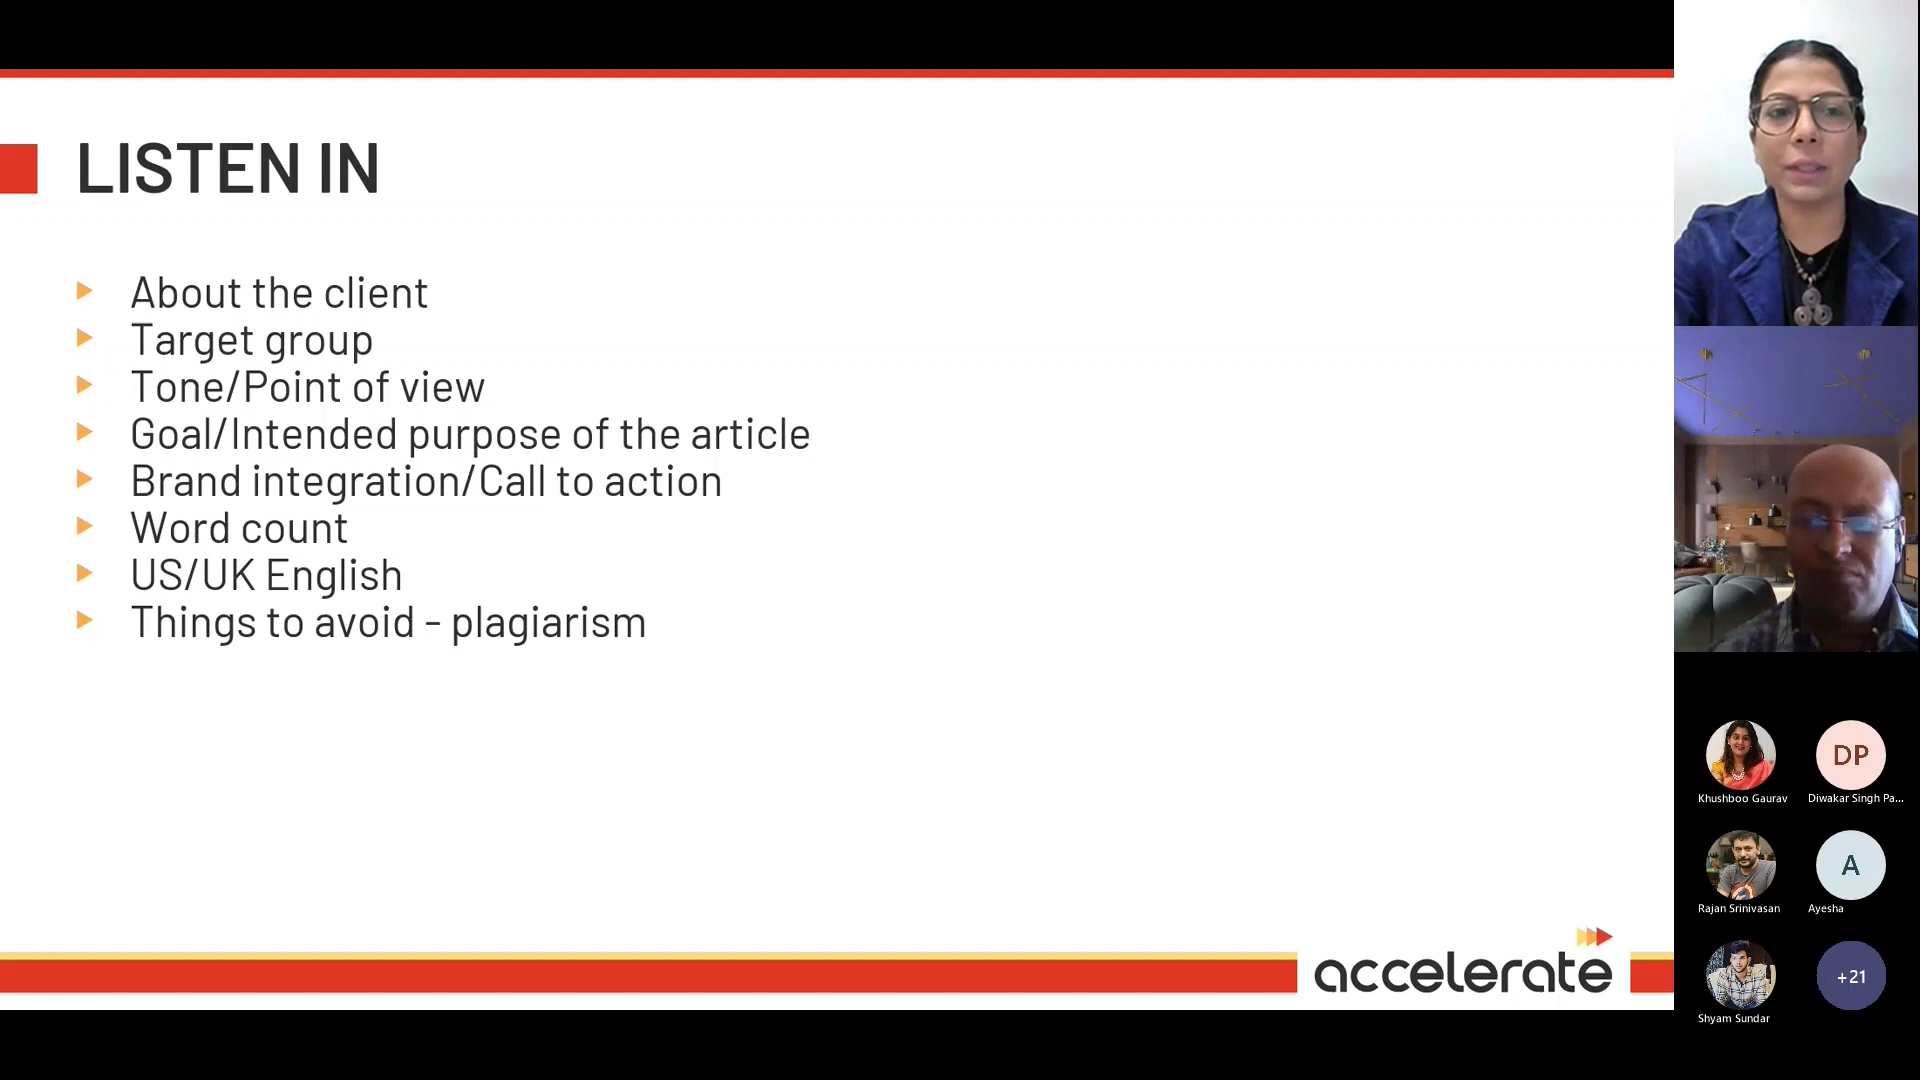 LISTEN IN
About the client
Target group
Tone/Point of view
Goal/Intended purpose of the article
Brand integration/Call to action
Word count
US/UK English
Things to avoid - plagiarism
accelerate
DP
Khushboo Gaurav
Diwakar Singh Pa...
A
Rajan Srinivasan
Ayesha
+21
Shyam Sundar